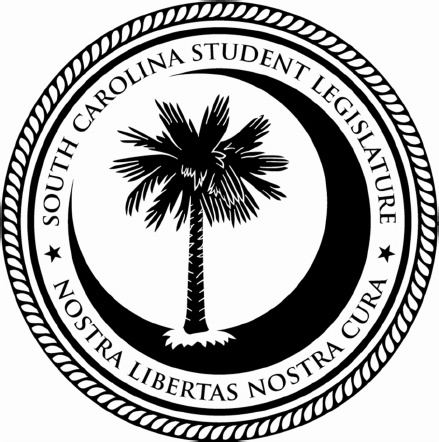 SOUTH CAROLINA STUDENT LEGISLATURE
NOSTRA LIBERTAS NOSTRA CURA